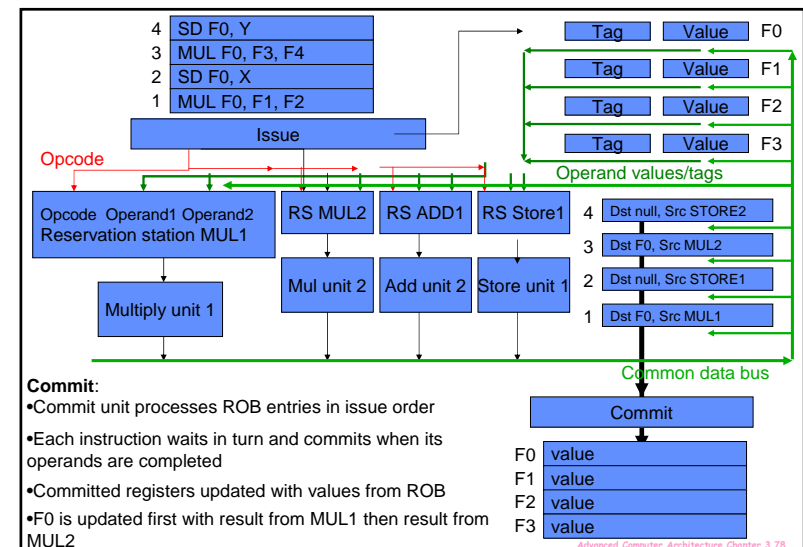 4 SD F0, Y
3 MUL F0, F3, F4
2 SD F0, X
1 MUL F0, F1, F2
Issue
Tag Value F0
Tag Value F1
Tag Value F2
Tag Value F3
Opcode
Operand values/tags
Opcode Operand1 Operand2
Reservation station MUL1
RS MUL2
RS ADD1
RS Store1
4 Dst null, Src STORE2
3 Dst F0, Src MUL2
2 Dst null, Src STORE1
1 Dst F0, Src MUL1
Multiply unit 1
Mul unit 2
Add unit 2
Store unit 1
Common data bus
Commit:
•Commit unit processes ROB entries in issue order
•Each instruction waits in turn and commits when its
operands are completed
•Committed registers updated with values from ROB
•F0 is updated first with result from MUL1 then result from
MUL2
Commit
F0 value
F1 value
F2 value
F3 value
Advanced Computer Architecture Chapter 3.78